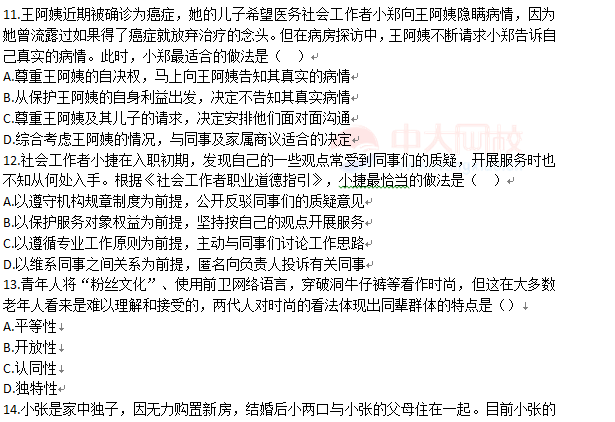 11.王阿姨近期被确诊为癌症，她的儿子希望医务社会工作者小郑向王阿姨隐瞒病情，因为
她曾流露过如果得了癌症就放弃治疗的念头。但在病房探访中，王阿姨不断请求小郑告诉自
己真实的病情。此时，小郑最适合的做法是（ ）↵
A.尊重王阿姨的自决权，马上向王阿姨告知其真实的病情
B.从保护王阿姨的自身利益出发，决定不告知其真实病情
C.尊重王阿姨及其儿子的请求，决定安排他们面对面沟通
D.综合考虑王阿姨的情况，与同事及家属商议适合的决定↵
中大网校
12.社会工作者小捷在入职初期，发现自己的一些观点常受到同事们的质疑，开展服务时也
不知从何处入手。根据《社会工作者职业道德指引》，小捷最恰当的做法是（ ）↵
A.以遵守机构规章制度为前提，公开反驳同事们的质疑意见
B.以保护服务对象权益为前提，坚持按自己的观点开展服务
C.以遵循专业工作原则为前提，主动与同事们讨论工作思路
D.以维系同事之间关系为前提，匿名向负责人投诉有关同事↵
13.青年人将“粉丝文化”、使用前卫网络语言，穿破洞牛仔裤等看作时尚，但这在大多数
老年人看来是难以理解和接受的，两代人对时尚的看法体现出同辈群体的特点是（）↓
A.平等性↓
B.开放性↓
C.认同性↓
D.独特性↵
14.小张是家中独子，因无力购置新房，结婚后小两口与小张的父母住在一起。目前小张的